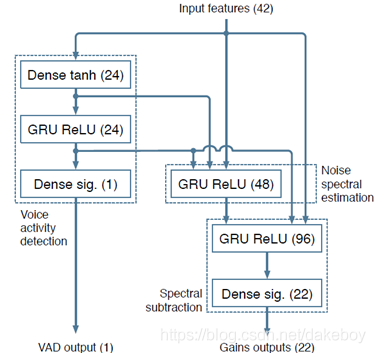 Input features (42)
Dense tanh (24)
GRU ReLU (24)
Dense sig. (1)
Voice
activity
detection
GRU ReLU (48)
Noise
spectral
estimation
GRU ReLU (96)
Dense sig. (22)
Spectral
subtraction
https://blog.csdn.net/dakeboy
VAD output (1)
Gains outputs (22)